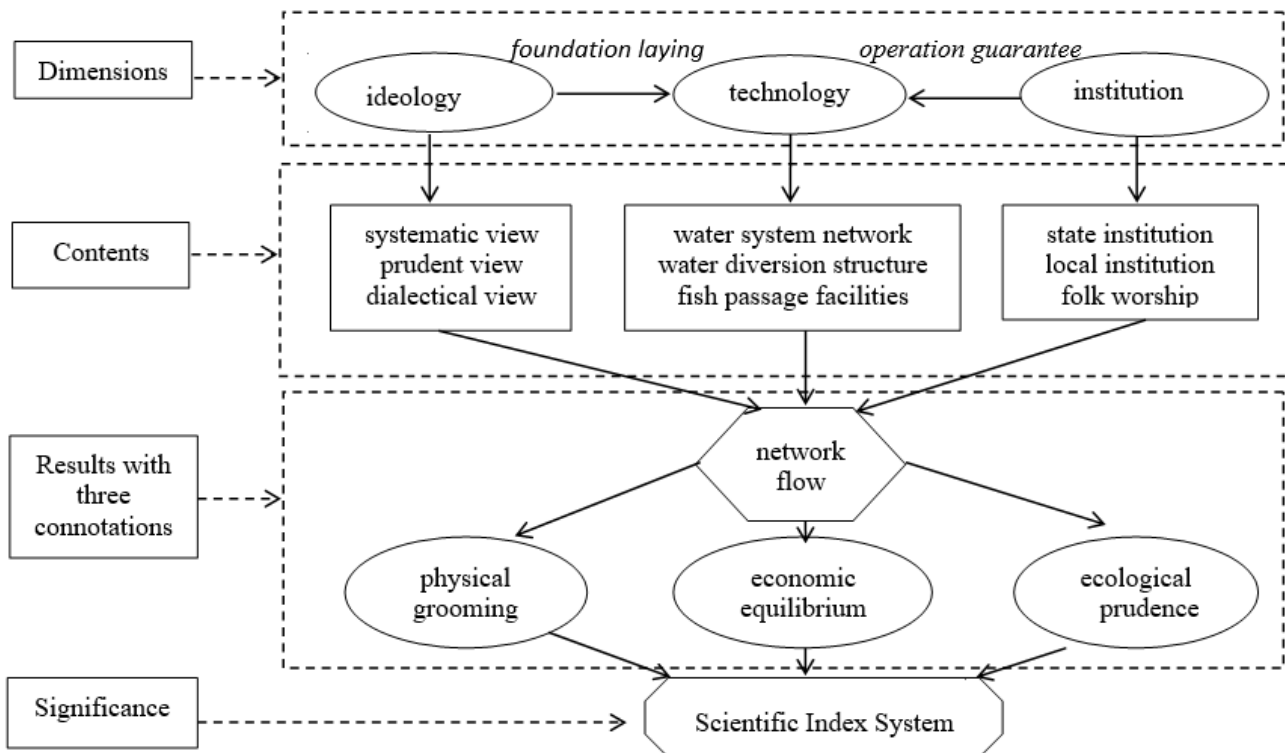 foundation laying
operation guarantee
Dimensions
ideology
technology
institution
Contents
systematic view
prudent view
dialectical view
water system network
water diversion structure
fish passage facilities
state institution
local institution
folk worship
Results with
three
connotations
network
flow
physical
grooming
economic
equilibrium
ecological
prudence
Significance
Scientific Index System